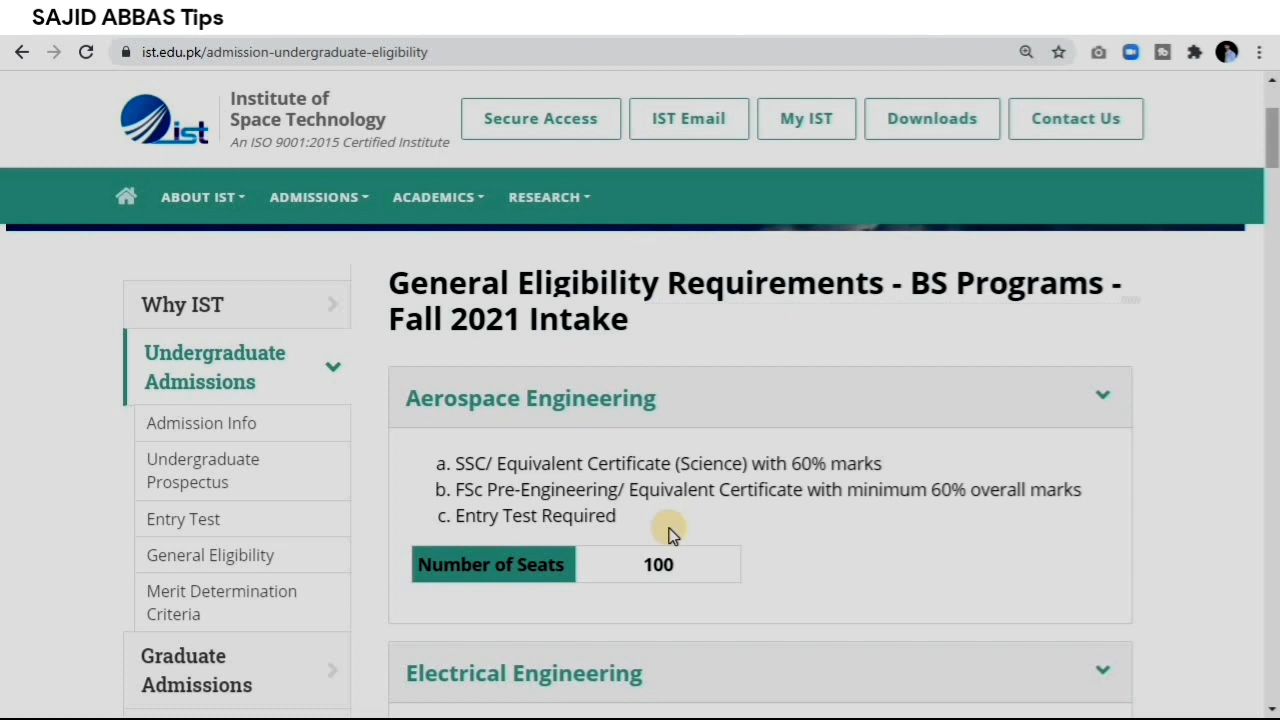 SAJID ABBAS Tips
ist.edu.pk/admission-undergraduate-eligibility
Institute of
Space Technology
An ISO 9001:2015 Certified Institute
ist
Secure Access
IST Email
My IST
Downloads
Contact Us
ABOUT IST
ADMISSIONS
ACADEMICS
RESEARCH
Why IST
Undergraduate
Admissions
Admission Info
Undergraduate
Prospectus
Entry Test
General Eligibility
Merit Determination
Criteria
Graduate
Admissions
General Eligibility Requirements - BS Programs -
Fall 2021 Intake
Aerospace Engineering
a. SSC/ Equivalent Certificate (Science) with 60% marks
b. FSc Pre-Engineering/ Equivalent Certificate with minimum 60% overall marks
c. Entry Test Required
Number of Seats 100
Electrical Engineering